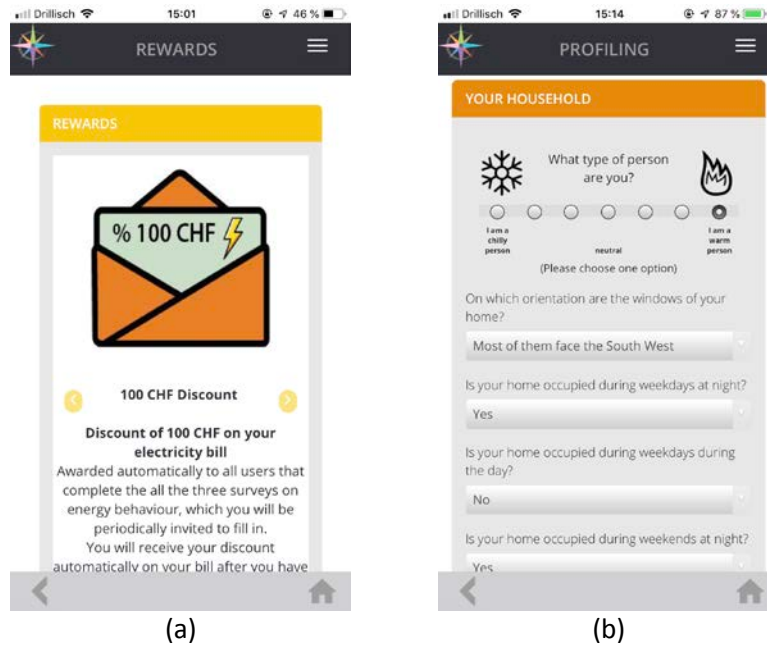 Drillisch 15:01 46 %
REWARDS
REWARDS
% 100 CHF
100 CHF Discount
Discount of 100 CHF on your
electricity bill
Awarded automatically to all users that
complete the all the three surveys on
energy behaviour, which you will be
periodically invited to fill in.
You will receive your discount
automatically on your bill after you have
(a)
Drillisch 15:14 87 %
PROFILING
YOUR HOUSEHOLD
What type of person
are you?
I am a
chilly
person
neutral
I am a
warm
person
(Please choose one option)
On which orientation are the windows of your
home?
Most of them face the South West
Is your home occupied during weekdays at night?
Yes
Is your home occupied during weekdays during
the day?
No
Is your home occupied during weekends at night?
Yes
(b)